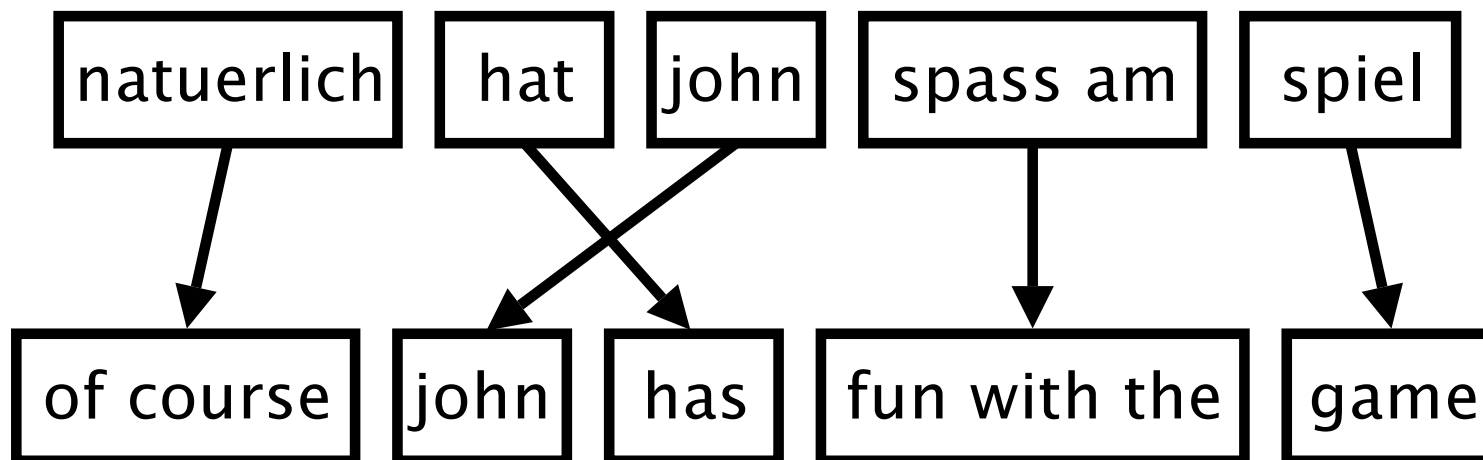 natuerlich hat john spass am spiel
of course john has fun with the game